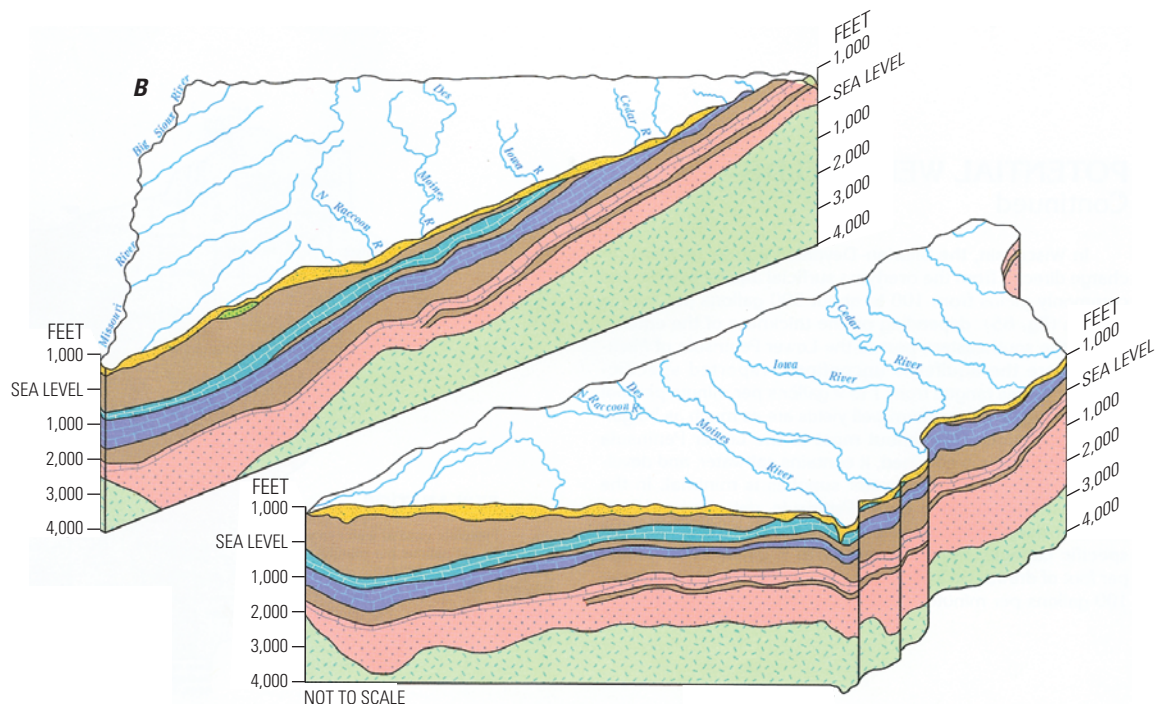 B
FEET
1,000
SEA LEVEL
1,000
2,000
3,000
4,000
Big Sioux River
Missouri River
N Raccoon R
Des Moines R
Iowa R
Cedar R
FEET
1,000
SEA LEVEL
1,000
2,000
3,000
4,000
FEET
1,000
SEA LEVEL
1,000
2,000
3,000
4,000
NOT TO SCALE
N Raccoon R
Des Moines River
Iowa River
Cedar River
FEET
1,000
SEA LEVEL
1,000
2,000
3,000
4,000